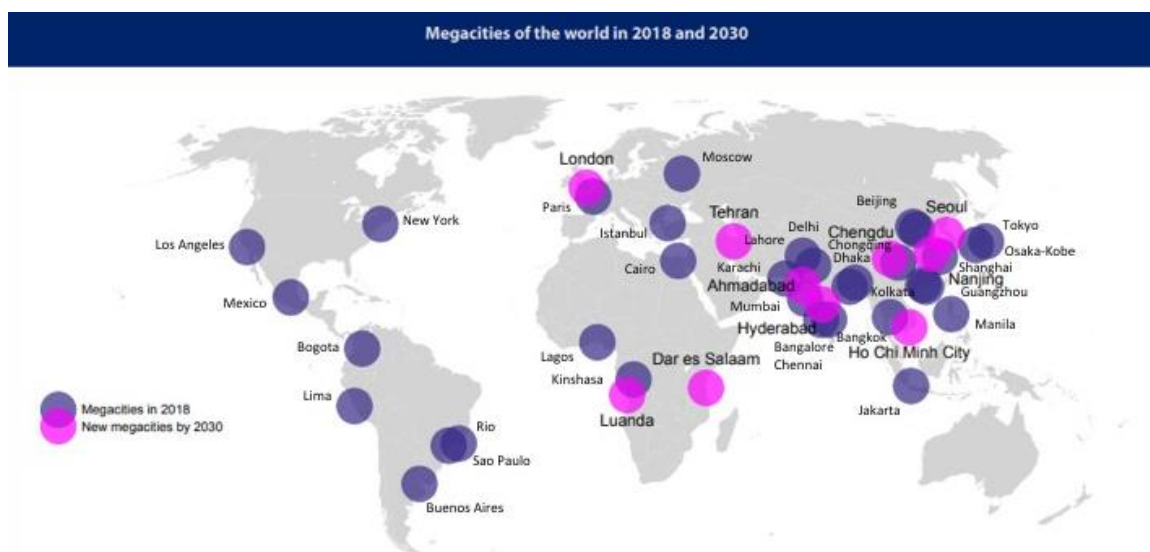 Megacities of the world in 2018 and 2030
London
Moscow
Paris
New York
Istanbul
Tehran
Beijing
Seoul
Tokyo
Los Angeles
Lahore
Delhi
Chengdu
Chongqing
Osaka-Kobe
Cairo
Karachi
Dhaka
Shanghai
Ahmadabad
Nanjing
Mexico
Mumbai
Kolkata
Guangzhou
Hyderabad
Manila
Bogota
Lagos
Bangalore
Bangkok
Ho Chi Minh City
Chennai
Dar es Salaam
Kinshasa
Lima
Jakarta
Luanda
Megacities in 2018
New megacities by 2030
Rio
Sao Paulo
Buenos Aires